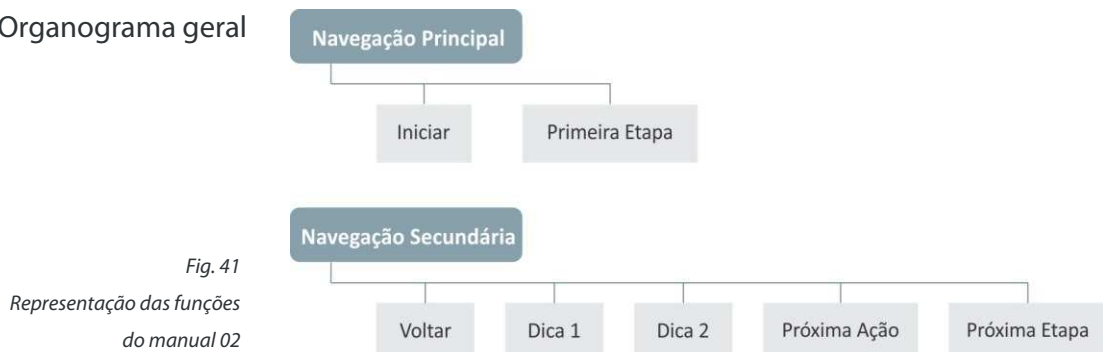 Organograma geral
Navegação Principal
Iniciar
Primeira Etapa
Navegação Secundária
Fig. 41
Representação das funções
do manual 02
Voltar
Dica 1
Dica 2
Próxima Ação
Próxima Etapa